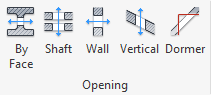 By Face
Shaft
Wall
Vertical
Dormer
Opening